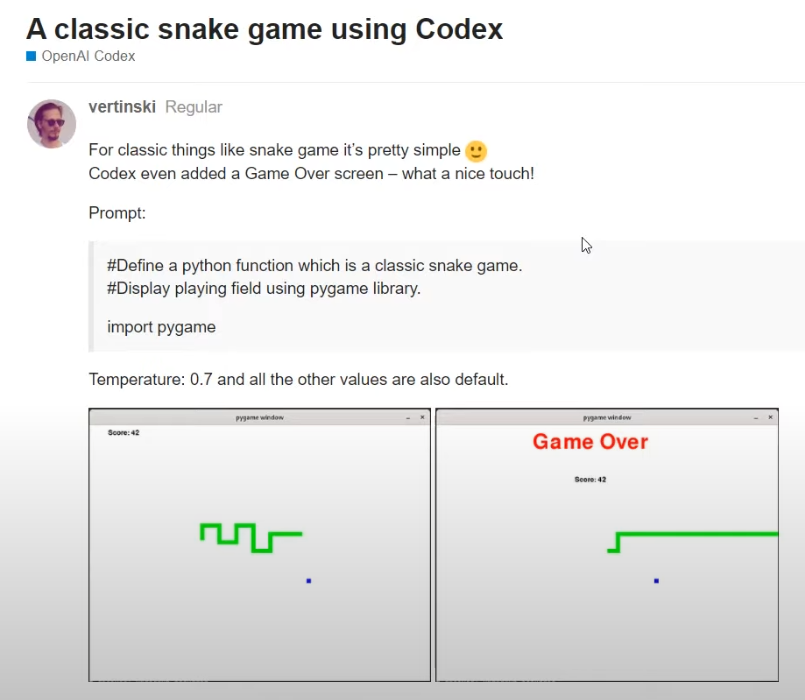 A classic snake game using Codex
OpenAI Codex
vertinski Regular
For classic things like snake game it’s pretty simple 🙂
Codex even added a Game Over screen – what a nice touch!
Prompt:
#Define a python function which is a classic snake game.
#Display playing field using pygame library.
import pygame
Temperature: 0.7 and all the other values are also default.
pygame window
Score: 42
pygame window
Game Over
Score: 42